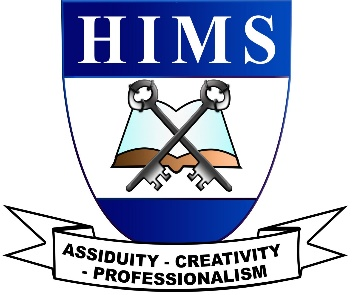 HIMS
ASSIDUITY - CREATIVITY
- PROFESSIONALISM